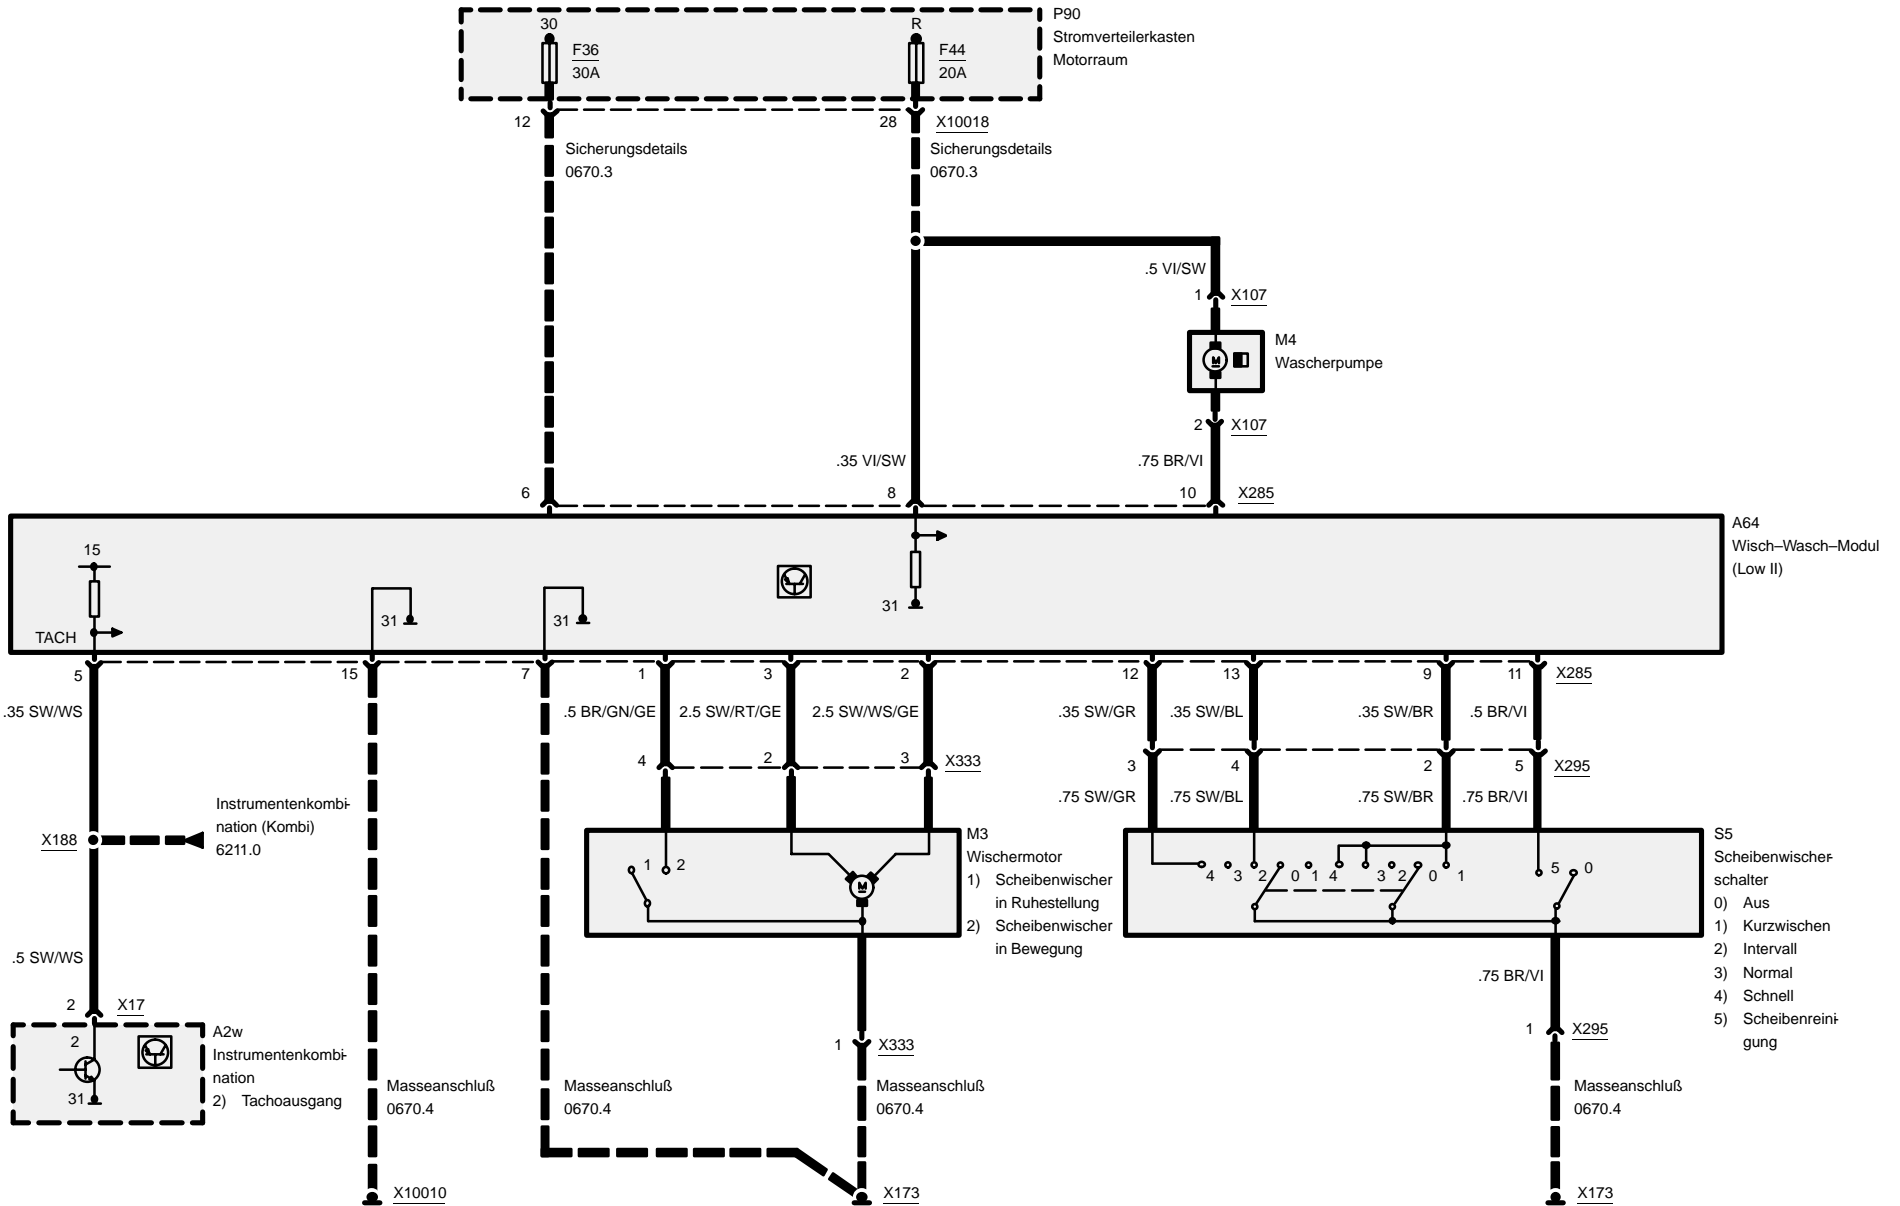 P90
Stromverteilerkasten
Motorraum
30
R
F36
30A
F44
20A
12
28
X10018
Sicherungsdetails
0670.3
Sicherungsdetails
0670.3
.5 VI/SW
1
X107
M4
Wascherpumpe
M
2
X107
.35 VI/SW
.75 BR/VI
6
8
10
X285
A64
Wisch–Wasch–Modul
(Low II)
15
31
31
31
TACH
5
15
7
1
3
2
12
13
9
11
X285
.35 SW/WS
.5 BR/GN/GE
2.5 SW/RT/GE
2.5 SW/WS/GE
.35 SW/GR
.35 SW/BL
.35 SW/BR
.5 BR/VI
4
2
3
X333
3
4
2
5
X295
.75 SW/GR
.75 SW/BL
.75 SW/BR
.75 BR/VI
Instrumentenkombi-
nation (Kombi)
6211.0
X188
M3
Wischermotor
1) Scheibenwischer
in Ruhestellung
2) Scheibenwischer
in Bewegung
1
2
M
4
3
2
0
1
4
3
2
0
1
5
0
S5
Scheibenwischer-
schalter
0) Aus
1) Kurzwischen
2) Intervall
3) Normal
4) Schnell
5) Scheibenreini-
gung
.5 SW/WS
.75 BR/VI
2
X17
A2w
Instrumentenkombi-
nation
2) Tachoausgang
2
31
1
X333
1
X295
Masseanschluß
0670.4
Masseanschluß
0670.4
Masseanschluß
0670.4
Masseanschluß
0670.4
X10010
X173
X173